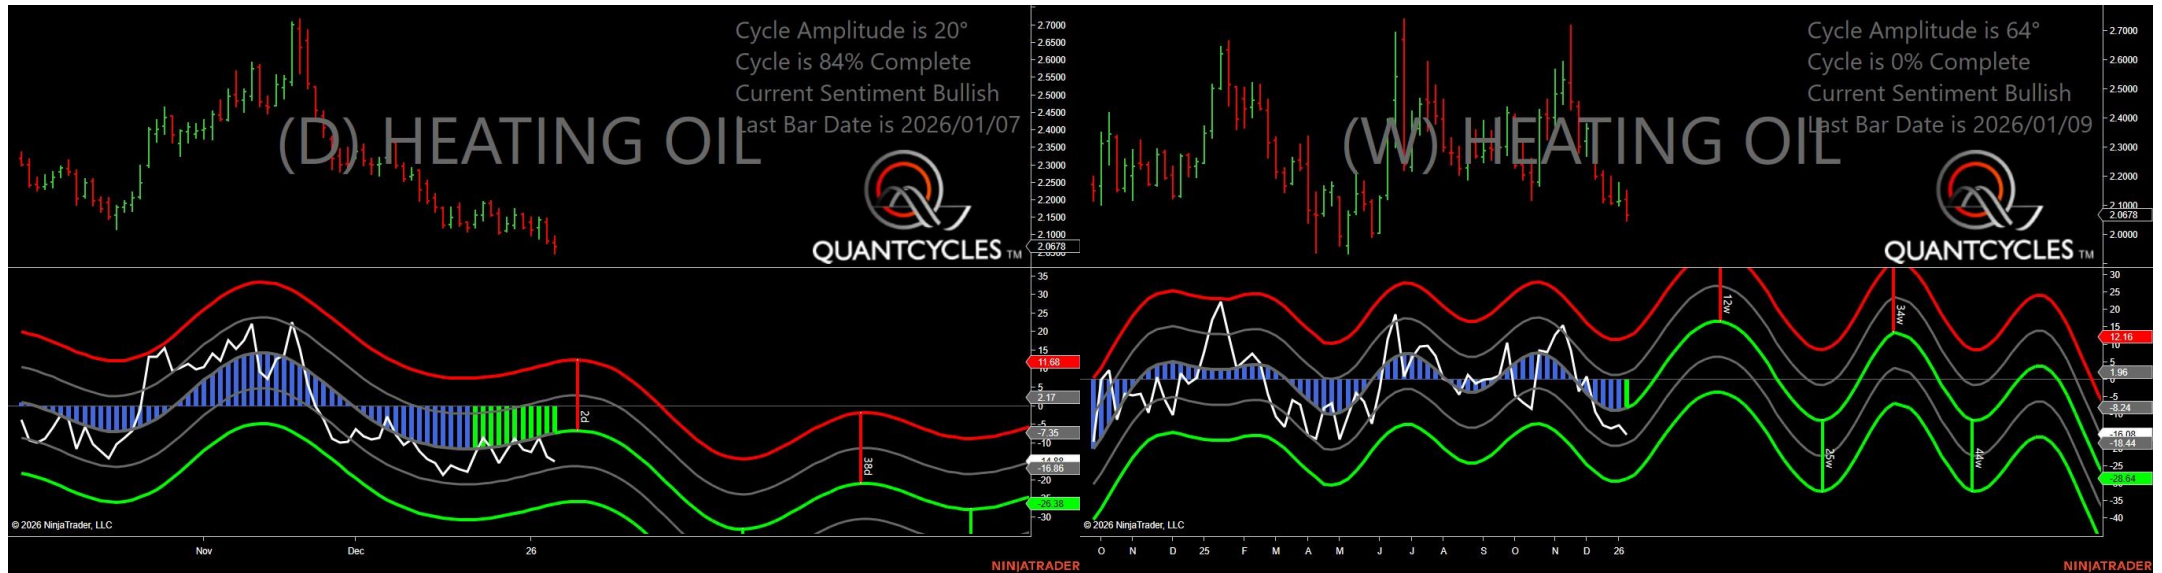 Cycle Amplitude is 20°
Cycle is 84% Complete
Current Sentiment Bullish
Last Bar Date is 2026/01/07
(D) HEATING OIL
QUANTCYCLES TM
2.7000
2.6500
2.6000
2.5500
2.5000
2.4500
2.4000
2.3500
2.3000
2.2500
2.2000
2.1500
2.1000
2.0678
35
30
25
20
15
11.68
10
5
2.17
0
-5
-7.35
-10
-16.86
-20
-26.38
-30
2d
38d
© 2026 NinjaTrader, LLC
Nov
Dec
26
NINJATRADER
Cycle Amplitude is 64°
Cycle is 0% Complete
Current Sentiment Bullish
Last Bar Date is 2026/01/09
(W) HEATING OIL
QUANTCYCLES TM
2.7000
2.6000
2.5000
2.4000
2.3000
2.2000
2.1000
2.0678
2.0000
30
25
20
15
12.16
10
5
1.96
0
-5
-8.24
-16.08
-18.44
-25
-28.64
-35
-40
12w
34w
25w
44w
© 2026 NinjaTrader, LLC
O N D 25 F M A M J J A S O N D 26
NINJATRADER